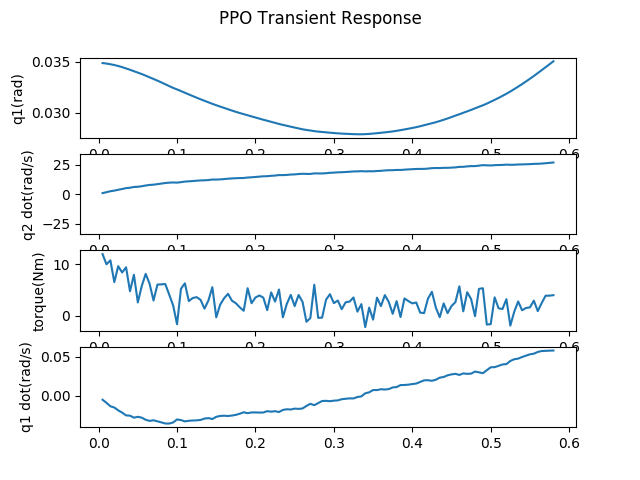 PPO Transient Response
0.035
0.030
q1(rad)
0.0 0.1 0.2 0.3 0.4 0.5 0.6
25
0
−25
q2 dot(rad/s)
0.0 0.1 0.2 0.3 0.4 0.5 0.6
10
0
torque(Nm)
0.0 0.1 0.2 0.3 0.4 0.5 0.6
0.05
0.00
q1 dot(rad/s)
0.0 0.1 0.2 0.3 0.4 0.5 0.6